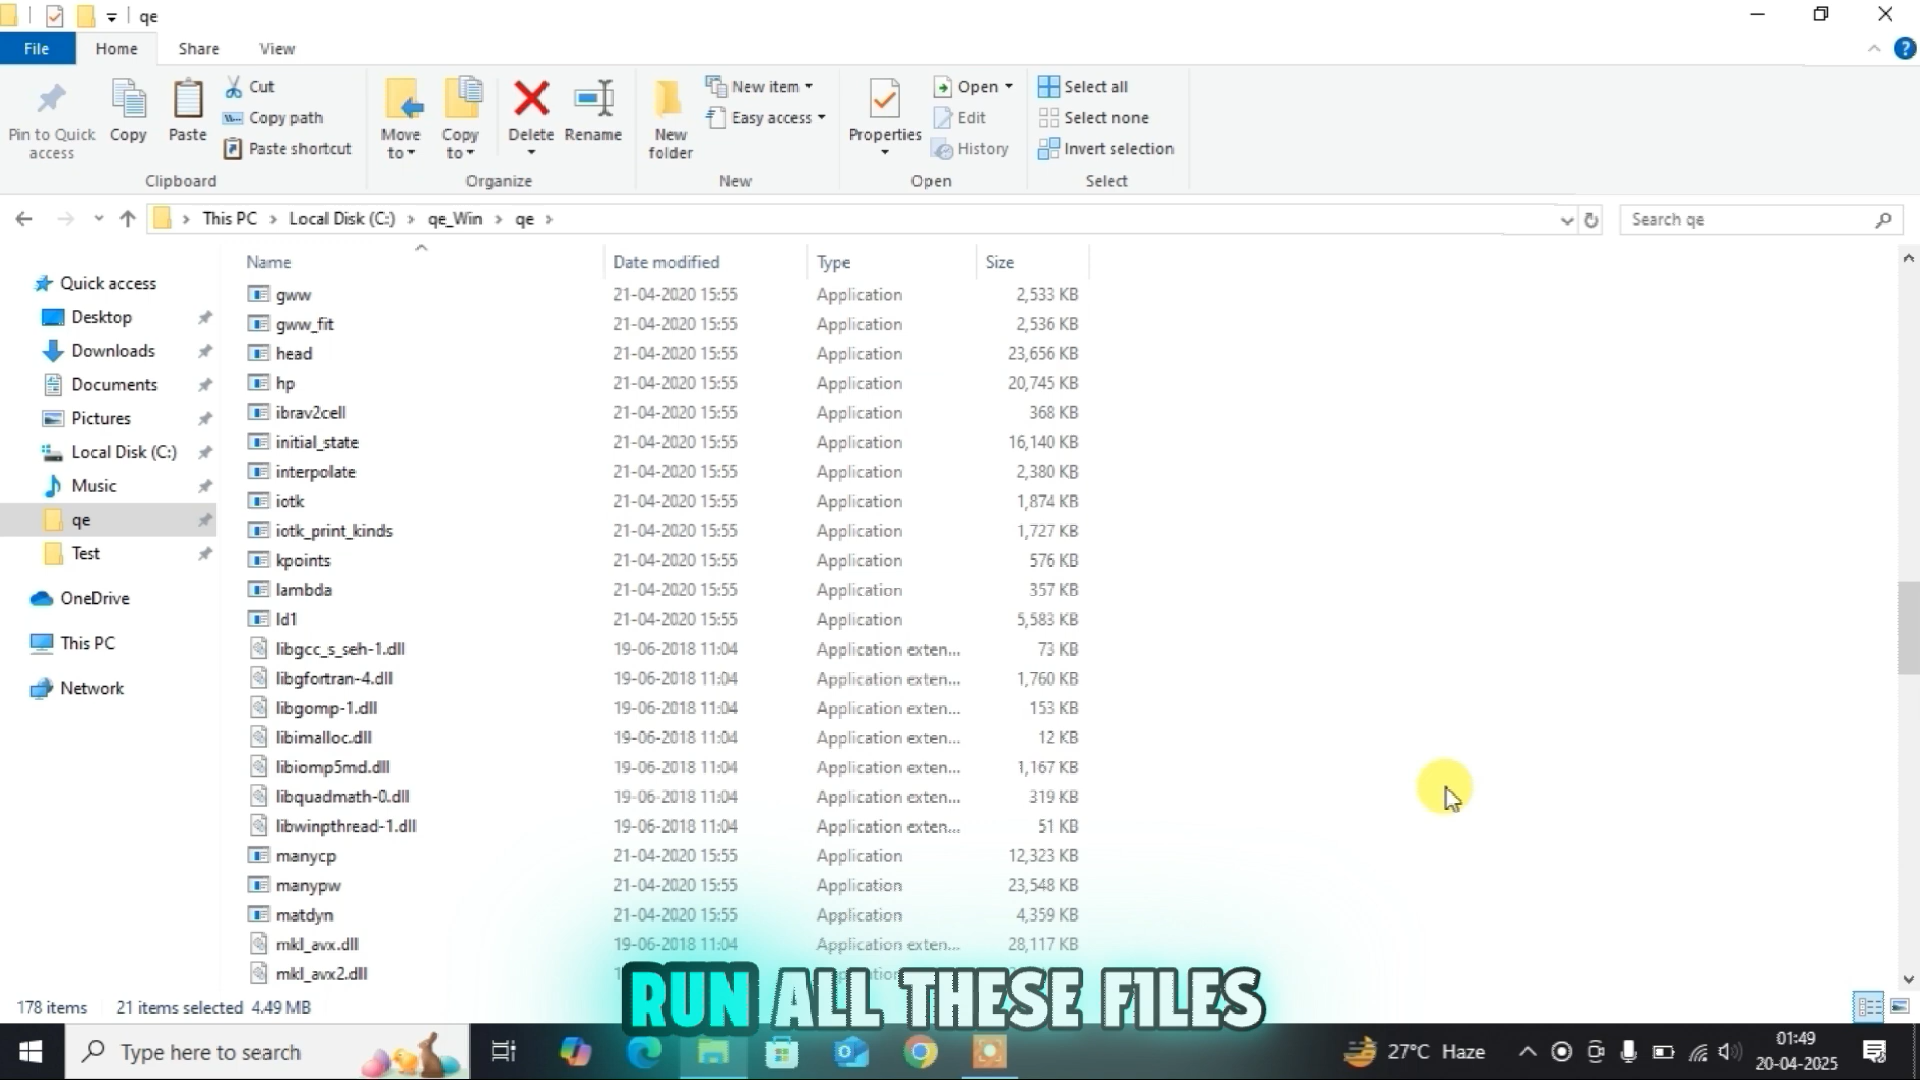 qe
File Home Share View
Pin to Quick access
Copy
Paste
Cut
Copy path
Paste shortcut
Clipboard
Move to
Copy to
Delete
Rename
Organize
New folder
New item
Easy access
New
Properties
Open
Edit
History
Open
Select all
Select none
Invert selection
Select
This PC > Local Disk (C:) > qe_Win > qe >
Search qe
Quick access
Desktop
Downloads
Documents
Pictures
Local Disk (C:)
Music
qe
Test
OneDrive
This PC
Network
Name Date modified Type Size
gww 21-04-2020 15:55 Application 2,533 KB
gww_fit 21-04-2020 15:55 Application 2,536 KB
head 21-04-2020 15:55 Application 23,656 KB
hp 21-04-2020 15:55 Application 20,745 KB
ibrav2cell 21-04-2020 15:55 Application 368 KB
initial_state 21-04-2020 15:55 Application 16,140 KB
interpolate 21-04-2020 15:55 Application 2,380 KB
iotk 21-04-2020 15:55 Application 1,874 KB
iotk_print_kinds 21-04-2020 15:55 Application 1,727 KB
kpoints 21-04-2020 15:55 Application 576 KB
lambda 21-04-2020 15:55 Application 357 KB
ld1 21-04-2020 15:55 Application 5,583 KB
libgcc_s_seh-1.dll 19-06-2018 11:04 Application exten... 73 KB
libgfortran-4.dll 19-06-2018 11:04 Application exten... 1,760 KB
libgomp-1.dll 19-06-2018 11:04 Application exten... 153 KB
libimalloc.dll 19-06-2018 11:04 Application exten... 12 KB
libiomp5md.dll 19-06-2018 11:04 Application exten... 1,167 KB
libquadmath-0.dll 19-06-2018 11:04 Application exten... 319 KB
libwinpthread-1.dll 19-06-2018 11:04 Application exten... 51 KB
manycp 21-04-2020 15:55 Application 12,323 KB
manypw 21-04-2020 15:55 Application 23,548 KB
matdyn 21-04-2020 15:55 Application 4,359 KB
mkl_avx.dll 19-06-2018 11:04 Application exten... 28,117 KB
mkl_avx2.dll
RUN ALL THESE FILES
178 items 21 items selected 4.49 MB
Type here to search
27°C Haze
01:49
20-04-2025